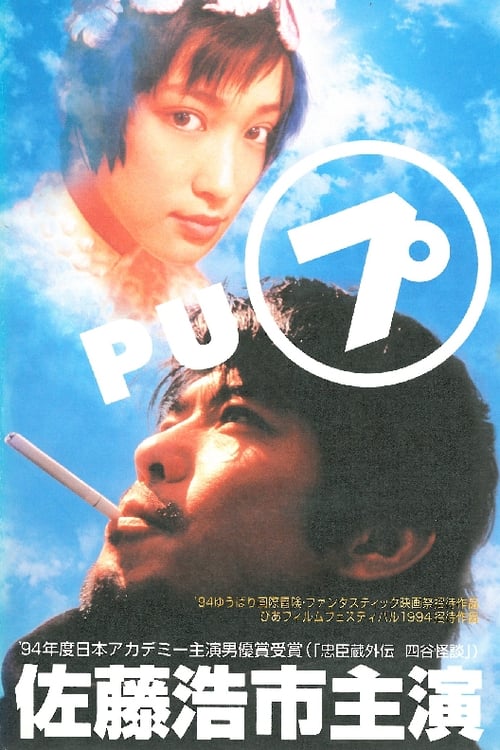 プ
PU
'94ゆうばり国際冒険・ファンタスティック映画祭招待作品
ぴあフィルムフェスティバル1994招待作品
'94年度日本アカデミー主演男優賞受賞(「忠臣蔵外伝 四谷怪談」)
佐藤浩市主演